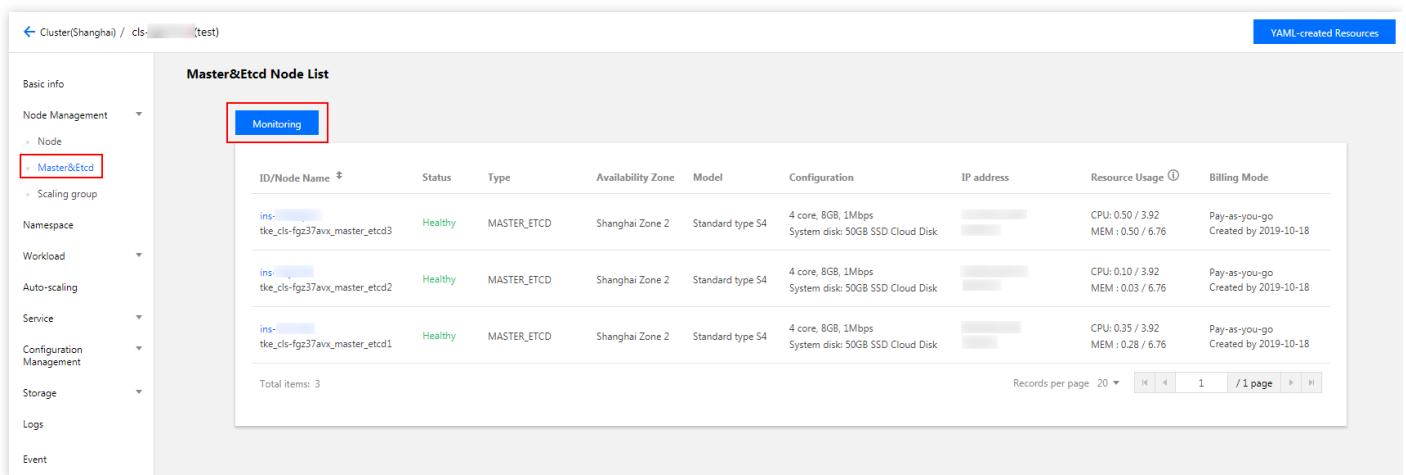 Cluster(Shanghai) / cls- (test)
YAML-created Resources
Basic info
Node Management
Node
Master&Etcd
Scaling group
Namespace
Workload
Auto-scaling
Service
Configuration
Management
Storage
Logs
Event
Master&Etcd Node List
Monitoring
ID/Node Name Status Type Availability Zone Model Configuration IP address Resource Usage Billing Mode
ins- 4 core, 8GB, 1Mbps CPU: 0.50 / 3.92 Pay-as-you-go
tke_cls-fgz37avx_master_etcd3 Healthy MASTER_ETCD Shanghai Zone 2 Standard type S4 System disk: 50GB SSD Cloud Disk MEM : 0.50 / 6.76 Created by 2019-10-18
ins- 4 core, 8GB, 1Mbps CPU: 0.10 / 3.92 Pay-as-you-go
tke_cls-fgz37avx_master_etcd2 Healthy MASTER_ETCD Shanghai Zone 2 Standard type S4 System disk: 50GB SSD Cloud Disk MEM : 0.03 / 6.76 Created by 2019-10-18
ins- 4 core, 8GB, 1Mbps CPU: 0.35 / 3.92 Pay-as-you-go
tke_cls-fgz37avx_master_etcd1 Healthy MASTER_ETCD Shanghai Zone 2 Standard type S4 System disk: 50GB SSD Cloud Disk MEM : 0.28 / 6.76 Created by 2019-10-18
Total items: 3 Records per page 20 1 / 1 page